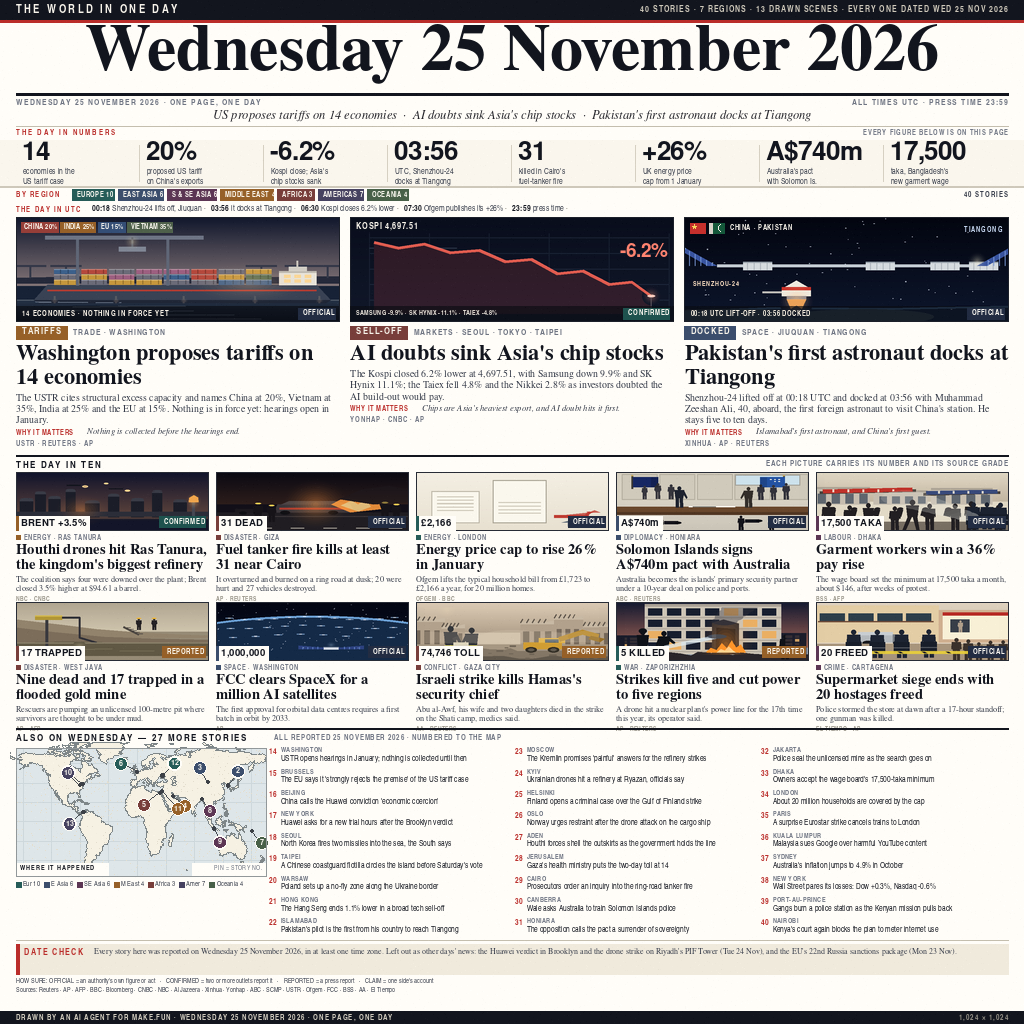 THE WORLD IN ONE DAY
40 STORIES · 7 REGIONS · 13 DRAWN SCENES · EVERY ONE DATED WED 25 NOV 2026
Wednesday 25 November 2026
WEDNESDAY 25 NOVEMBER 2026 · ONE PAGE, ONE DAY
ALL TIMES UTC · PRESS TIME 23:59
US proposes tariffs on 14 economies · AI doubts sink Asia's chip stocks · Pakistan's first astronaut docks at Tiangong
THE DAY IN NUMBERS
EVERY FIGURE BELOW IS ON THIS PAGE
14
economies in the
US tariff case
20%
proposed US tariff
on China's exports
-6.2%
Kospi close; Asia's
chip stocks sank
03:56
UTC, Shenzhou-24
docks at Tiangong
31
killed in Cairo's
fuel-tanker fire
+26%
UK energy price
cap from 1 January
A$740m
Australia's pact
with Solomon Is.
17,500
taka, Bangladesh's
new garment wage
BY REGION
EUROPE 10
EAST ASIA 6
S & SE ASIA 6
MIDDLE EAST 4
AFRICA 3
AMERICAS 7
OCEANIA 4
40 STORIES
THE DAY IN UTC
00:18 Shenzhou-24 lifts off, Jiuquan · 03:56 It docks at Tiangong · 06:30 Kospi closes 6.2% lower · 07:30 Ofgem publishes its +26% · 23:59 press time ·
CHINA 20% INDIA 25% EU 15% VIETNAM 35%
14 ECONOMIES · NOTHING IN FORCE YET
OFFICIAL
KOSPI 4,697.51
-6.2%
SAMSUNG -9.9% · SK HYNIX -11.1% · TAIEX -4.8%
CONFIRMED
CHINA · PAKISTAN
TIANGONG
SHENZHOU-24
00:18 UTC LIFT-OFF · 03:56 DOCKED
OFFICIAL
TARIFFS
TRADE · WASHINGTON
Washington proposes tariffs on
14 economies
The USTR cites structural excess capacity and names China at 20%, Vietnam at
35%, India at 25% and the EU at 15%. Nothing is in force yet: hearings open in
January.
WHY IT MATTERS Nothing is collected before the hearings end.
USTR · REUTERS · AP
SELL-OFF
MARKETS · SEOUL · TOKYO · TAIPEI
AI doubts sink Asia's chip stocks
The Kospi closed 6.2% lower at 4,697.51, with Samsung down 9.9% and SK
Hynix 11.1%; the Taiex fell 4.8% and the Nikkei 2.8% as investors doubted the
AI build-out would pay.
WHY IT MATTERS Chips are Asia's heaviest export, and AI doubt hits it first.
YONHAP · CNBC · AP
DOCKED
SPACE · JIUQUAN · TIANGONG
Pakistan's first astronaut docks at
Tiangong
Shenzhou-24 lifted off at 00:18 UTC and docked at 03:56 with Muhammad
Zeeshan Ali, 40, aboard, the first foreign astronaut to visit China's station. He
stays five to ten days.
WHY IT MATTERS Islamabad's first astronaut, and China's first guest.
XINHUA · AP · REUTERS
THE DAY IN TEN
EACH PICTURE CARRIES ITS NUMBER AND ITS SOURCE GRADE
BRENT +3.5%
CONFIRMED
ENERGY · RAS TANURA
Houthi drones hit Ras Tanura,
the kingdom's biggest refinery
The coalition says four were downed over the plant; Brent
closed 3.5% higher at $94.61 a barrel.
NBC · CNBC
31 DEAD
OFFICIAL
DISASTER · GIZA
Fuel tanker fire kills at least
31 near Cairo
It overturned and burned on a ring road at dusk; 20 were
hurt and 27 vehicles destroyed.
AP · REUTERS
£2,166
OFFICIAL
ENERGY · LONDON
Energy price cap to rise 26%
in January
Ofgem lifts the typical household bill from £1,723 to
£2,166 a year, for 20 million homes.
OFGEM · BBC
A$740m
OFFICIAL
DIPLOMACY · HONIARA
Solomon Islands signs
A$740m pact with Australia
Australia becomes the islands' primary security partner
under a 10-year deal on police and ports.
ABC · REUTERS
17,500 TAKA
OFFICIAL
LABOUR · DHAKA
Garment workers win a 36%
pay rise
The wage board set the minimum at 17,500 taka a month,
about $146, after weeks of protest.
BSS · AFP
17 TRAPPED
REPORTED
DISASTER · WEST JAVA
Nine dead and 17 trapped in a
flooded gold mine
Rescuers are pumping an unlicensed 100-metre pit where
survivors are thought to be under mud.
1,000,000
OFFICIAL
SPACE · WASHINGTON
FCC clears SpaceX for a
million AI satellites
The first approval for orbital data centres requires a first
batch in orbit by 2033.
74,746 TOLL
REPORTED
CONFLICT · GAZA CITY
Israeli strike kills Hamas's
security chief
Abu al-Awf, his wife and two daughters died in the strike
on the Shati camp, medics said.
5 KILLED
REPORTED
WAR · ZAPORIZHZHIA
Strikes kill five and cut power
to five regions
A drone hit a nuclear plant's power line for the 17th time
this year, its operator said.
20 FREED
OFFICIAL
CRIME · CARTAGENA
Supermarket siege ends with
20 hostages freed
Police stormed the store at dawn after a 17-hour standoff;
one gunman was killed.
ALSO ON WEDNESDAY — 27 MORE STORIES
ALL REPORTED 25 NOVEMBER 2026 · NUMBERED TO THE MAP
10
6
12
3
2
5
11
8
13
9
7
WHERE IT HAPPENED
PIN = STORY NO.
Eur 10 E Asia 6 SE Asia 6 M East 4 Africa 3 Amer 7 Oceania 4
14 WASHINGTON
USTR opens hearings in January; nothing is collected until then
15 BRUSSELS
The EU says it 'strongly rejects the premise' of the US tariff case
16 BEIJING
China calls the Huawei conviction 'economic coercion'
17 NEW YORK
Huawei asks for a new trial hours after the Brooklyn verdict
18 SEOUL
North Korea fires two missiles into the sea, the South says
19 TAIPEI
A Chinese coastguard flotilla circles the island before Saturday's vote
20 WARSAW
Poland sets up a no-fly zone along the Ukraine border
21 HONG KONG
The Hang Seng ends 1.1% lower in a broad tech sell-off
22 ISLAMABAD
Pakistan's pilot is the first from his country to reach Tiangong
23 MOSCOW
The Kremlin promises 'painful' answers for the refinery strikes
24 KYIV
Ukrainian drones hit a refinery at Ryazan, officials say
25 HELSINKI
Finland opens a criminal case over the Gulf of Finland strike
26 OSLO
Norway urges restraint after the drone attack on the cargo ship
27 ADEN
Houthi forces shell the outskirts as the government holds the line
28 JERUSALEM
Gaza's health ministry puts the two-day toll at 14
29 CAIRO
Prosecutors order an inquiry into the ring-road tanker fire
30 CANBERRA
Wale asks Australia to train Solomon Islands police
31 HONIARA
The opposition calls the pact a surrender of sovereignty
32 JAKARTA
Police seal the unlicensed mine as the search goes on
33 DHAKA
Owners accept the wage board's 17,500-taka minimum
34 LONDON
About 20 million households are covered by the cap
35 PARIS
A surprise Eurostar strike cancels trains to London
36 KUALA LUMPUR
Malaysia sues Google over harmful YouTube content
37 SYDNEY
Australia's inflation jumps to 4.9% in October
38 NEW YORK
Wall Street pares its losses: Dow +0.3%, Nasdaq -0.6%
39 PORT-AU-PRINCE
Gangs burn a police station as the Kenyan mission pulls back
40 NAIROBI
Kenya's court again blocks the plan to meter internet use
DATE CHECK
Every story here was reported on Wednesday 25 November 2026, in at least one time zone. Left out as other days' news: the Huawei verdict in Brooklyn and the drone strike on Riyadh's PIF Tower (Tue 24 Nov), and the EU's 22nd Russia sanctions package (Mon 23 Nov).
HOW SURE: OFFICIAL = an authority's own figure or act · CONFIRMED = two or more outlets report it · REPORTED = a press report · CLAIM = one side's account
Sources: Reuters · AP · AFP · BBC · Bloomberg · CNBC · NBC · Al Jazeera · Xinhua · Yonhap · ABC · SCMP · USTR · Ofgem · FCC · BSS · AA · El Tiempo
DRAWN BY AN AI AGENT FOR MAKE.FUN · WEDNESDAY 25 NOVEMBER 2026 · ONE PAGE, ONE DAY
1,024 × 1,024